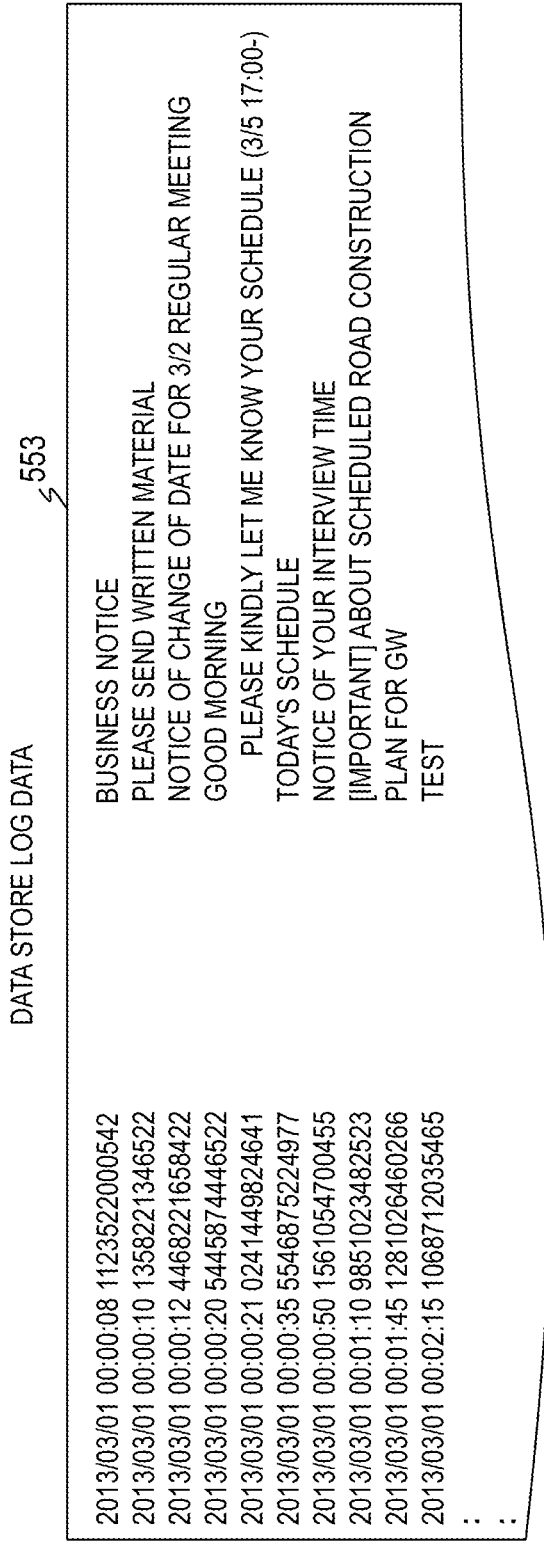 DATA STORE LOG DATA
553
2013/03/01 00:00:08 1123522000542 BUSINESS NOTICE
2013/03/01 00:00:10 1358221346522 PLEASE SEND WRITTEN MATERIAL
2013/03/01 00:00:12 4468221658422 NOTICE OF CHANGE OF DATE FOR 3/2 REGULAR MEETING
2013/03/01 00:00:20 5445874446522 GOOD MORNING
2013/03/01 00:00:21 0241449824641 PLEASE KINDLY LET ME KNOW YOUR SCHEDULE (3/5 17:00-)
2013/03/01 00:00:35 5546875224977 TODAY'S SCHEDULE
2013/03/01 00:00:50 1561054700455 NOTICE OF YOUR INTERVIEW TIME
2013/03/01 00:01:10 9851023482523 [IMPORTANT] ABOUT SCHEDULED ROAD CONSTRUCTION
2013/03/01 00:01:45 1281026460266 PLAN FOR GW
2013/03/01 00:02:15 1068712035465 TEST
:
: